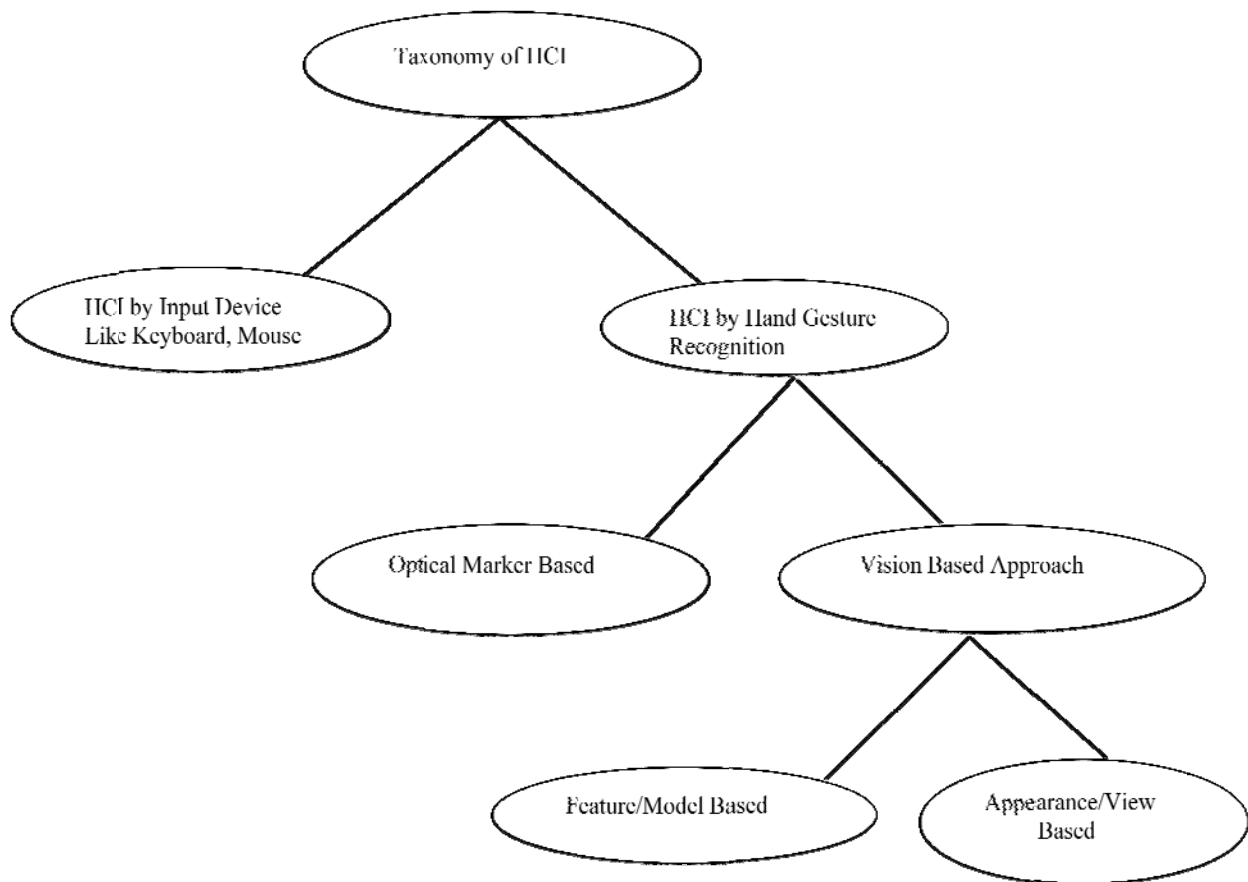 Taxonomy of HCI
HCI by Input Device
Like Keyboard, Mouse
HCI by Hand Gesture
Recognition
Optical Marker Based
Vision Based Approach
Feature/Model Based
Appearance/View
Based